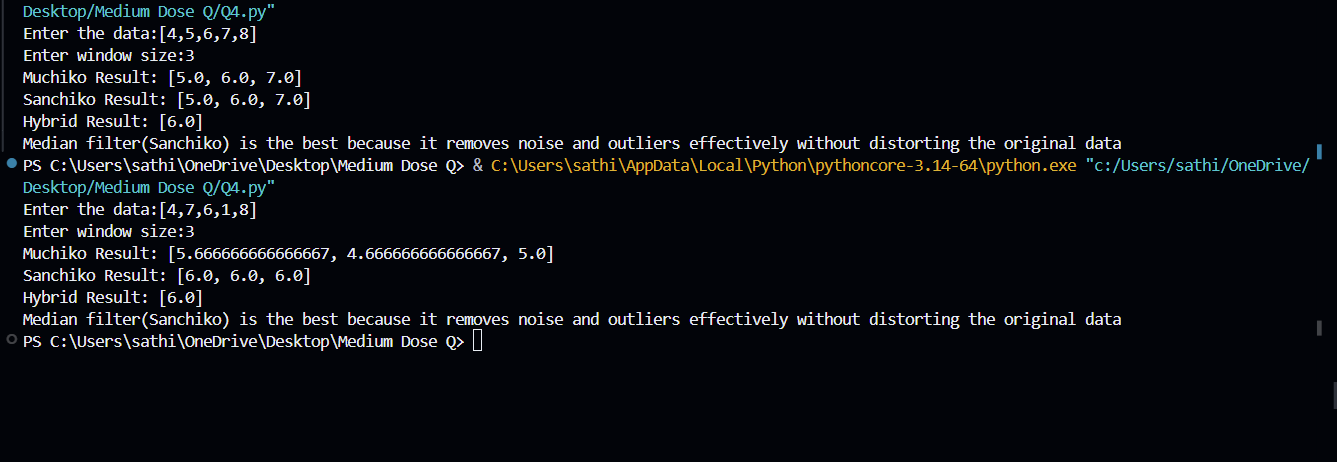 Desktop/Medium Dose Q/Q4.py"
Enter the data:[4,5,6,7,8]
Enter window size:3
Muchiko Result: [5.0, 6.0, 7.0]
Sanchiko Result: [5.0, 6.0, 7.0]
Hybrid Result: [6.0]
Median filter(Sanchiko) is the best because it removes noise and outliers effectively without distorting the original data
PS C:\Users\sathi\OneDrive\Desktop\Medium Dose Q> & C:\Users\sathi\AppData\Local\Python\pythoncore-3.14-64\python.exe "c:/Users/sathi/OneDrive/
Desktop/Medium Dose Q/Q4.py"
Enter the data:[4,7,6,1,8]
Enter window size:3
Muchiko Result: [5.666666666666667, 4.666666666666667, 5.0]
Sanchiko Result: [6.0, 6.0, 6.0]
Hybrid Result: [6.0]
Median filter(Sanchiko) is the best because it removes noise and outliers effectively without distorting the original data
PS C:\Users\sathi\OneDrive\Desktop\Medium Dose Q>